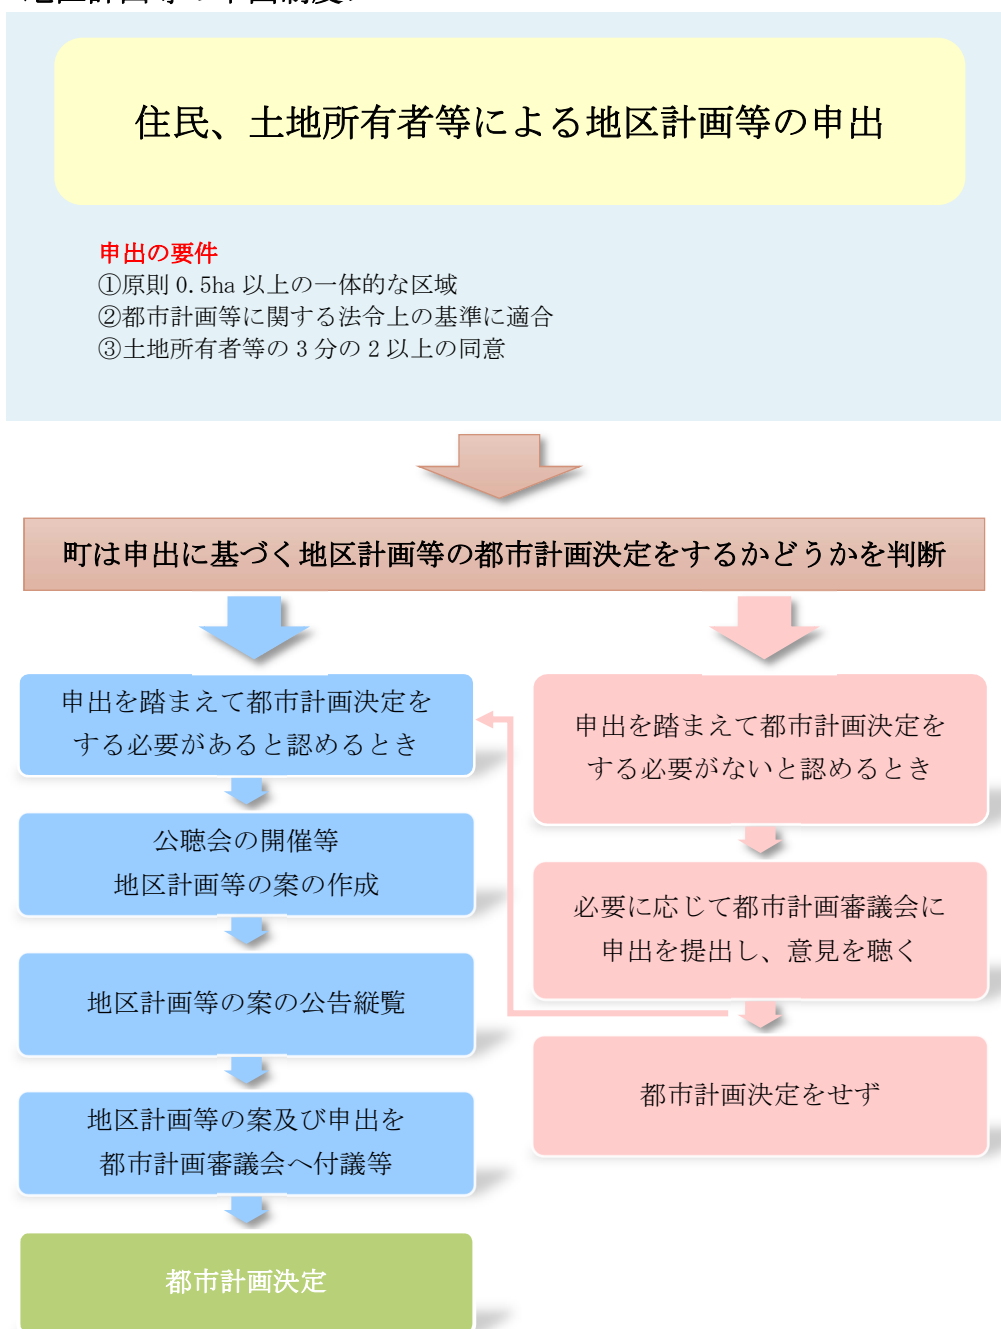 住民、土地所有者等による地区計画等の申出
申出の要件
①原則 0.5ha 以上の一体的な区域
②都市計画等に関する法令上の基準に適合
③土地所有者等の 3 分の 2 以上の同意
町は申出に基づく地区計画等の都市計画決定をするかどうかを判断
申出を踏まえて都市計画決定を
する必要があると認めるとき
公聴会の開催等
地区計画等の案の作成
地区計画等の案の公告縦覧
地区計画等の案及び申出を
都市計画審議会へ付議等
都市計画決定
申出を踏まえて都市計画決定を
する必要がないと認めるとき
必要に応じて都市計画審議会に
申出を提出し、意見を聴く
都市計画決定をせず